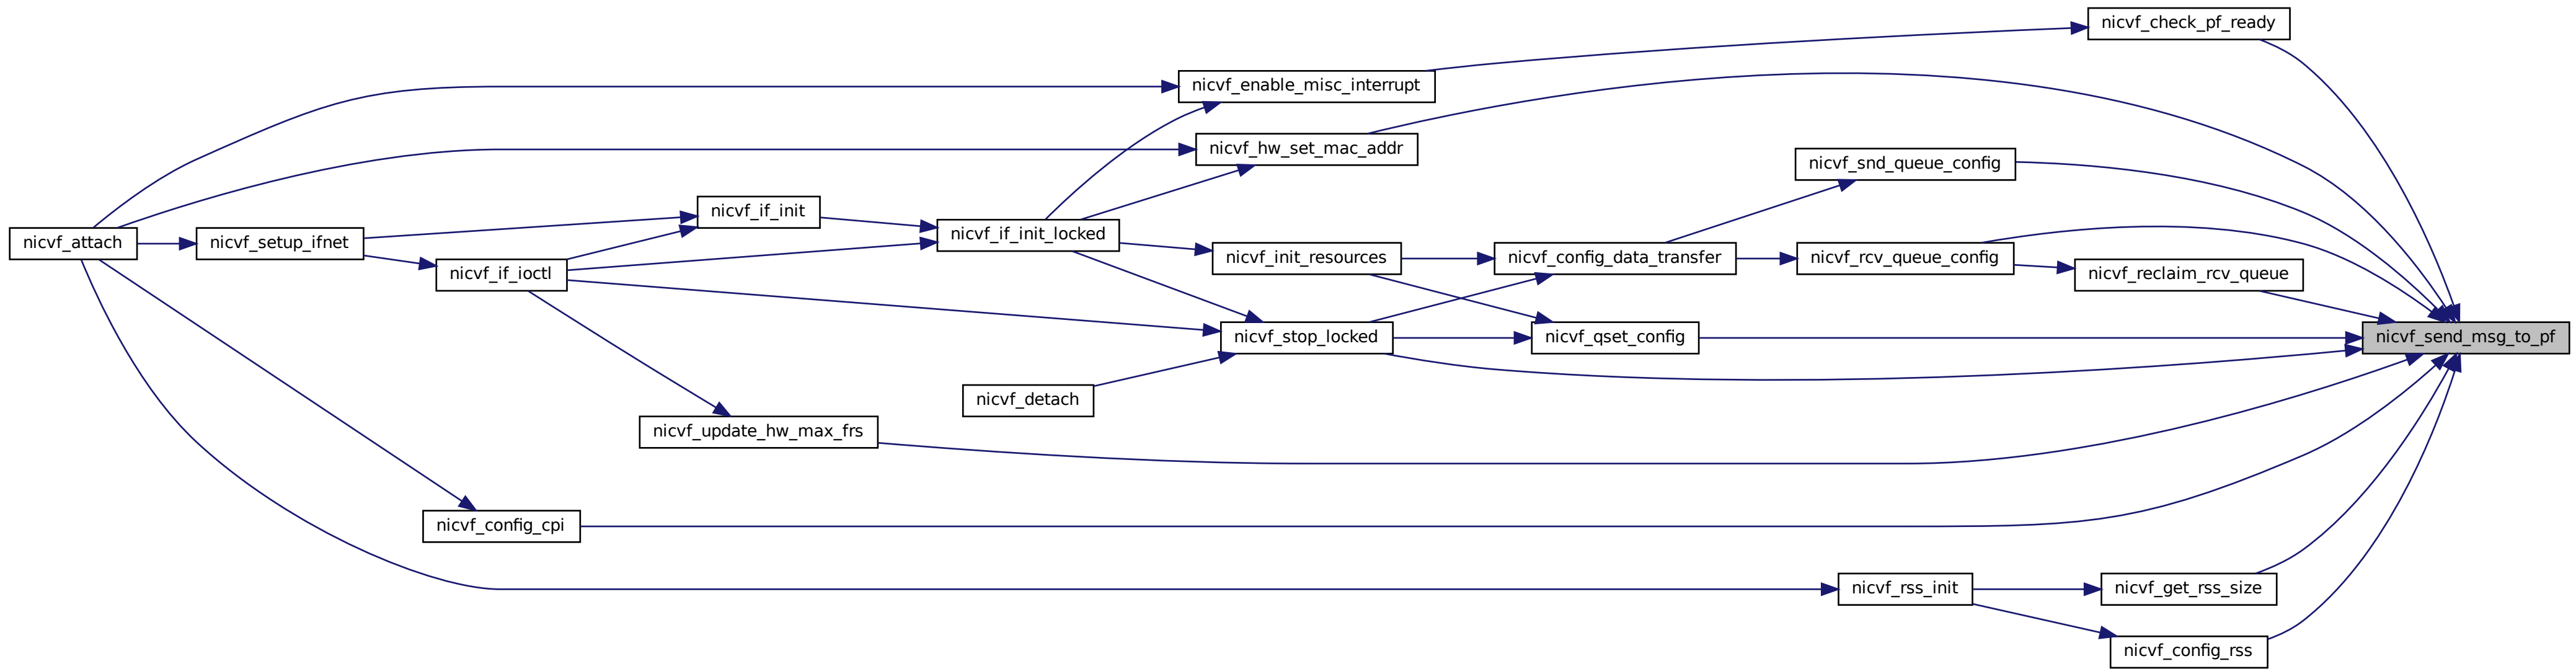 nicvf_check_pf_ready
nicvf_enable_misc_interrupt
nicvf_hw_set_mac_addr
nicvf_snd_queue_config
nicvf_if_init
nicvf_if_init_locked
nicvf_attach
nicvf_setup_ifnet
nicvf_init_resources
nicvf_config_data_transfer
nicvf_rcv_queue_config
nicvf_if_ioctl
nicvf_reclaim_rcv_queue
nicvf_stop_locked
nicvf_qset_config
nicvf_send_msg_to_pf
nicvf_detach
nicvf_update_hw_max_frs
nicvf_config_cpi
nicvf_rss_init
nicvf_get_rss_size
nicvf_config_rss